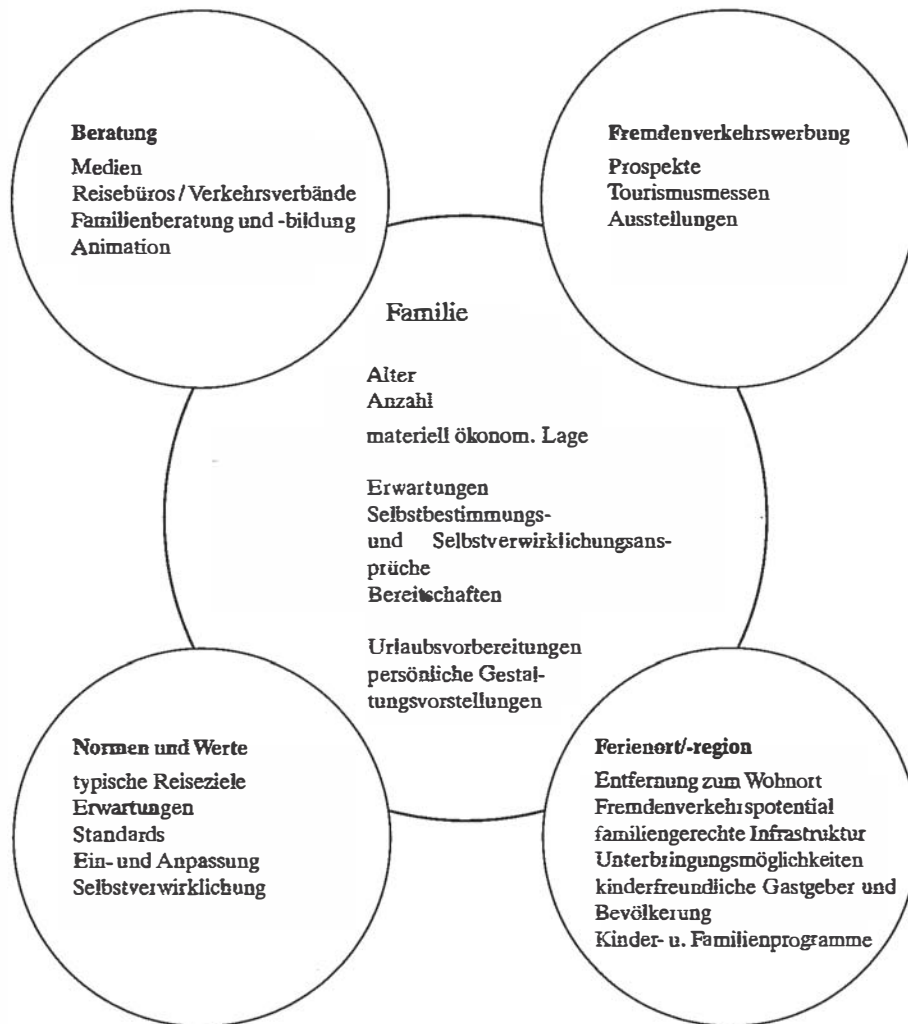 Beratung
Medien
Reisebüros / Verkehrsverbände
Familienberatung und -bildung
Animation
Fremdenverkehrswerbung
Prospekte
Tourismusmessen
Ausstellungen
Familie
Alter
Anzahl
materiell ökonom. Lage
Erwartungen
Selbstbestimmungs-
und Selbstverwirklichungsans-
prüche
Bereitschaften
Urlaubsvorbereitungen
persönliche Gestal-
tungsvorstellungen
Normen und Werte
typische Reiseziele
Erwartungen
Standards
Ein- und Anpassung
Selbstverwirklichung
Ferienort/-region
Entfernung zum Wohnort
Fremdenverkehrspotential
familiengerechte Infrastruktur
Unterbringungsmöglichkeiten
kinderfreundliche Gastgeber und
Bevölkerung
Kinder- u. Familienprogramme